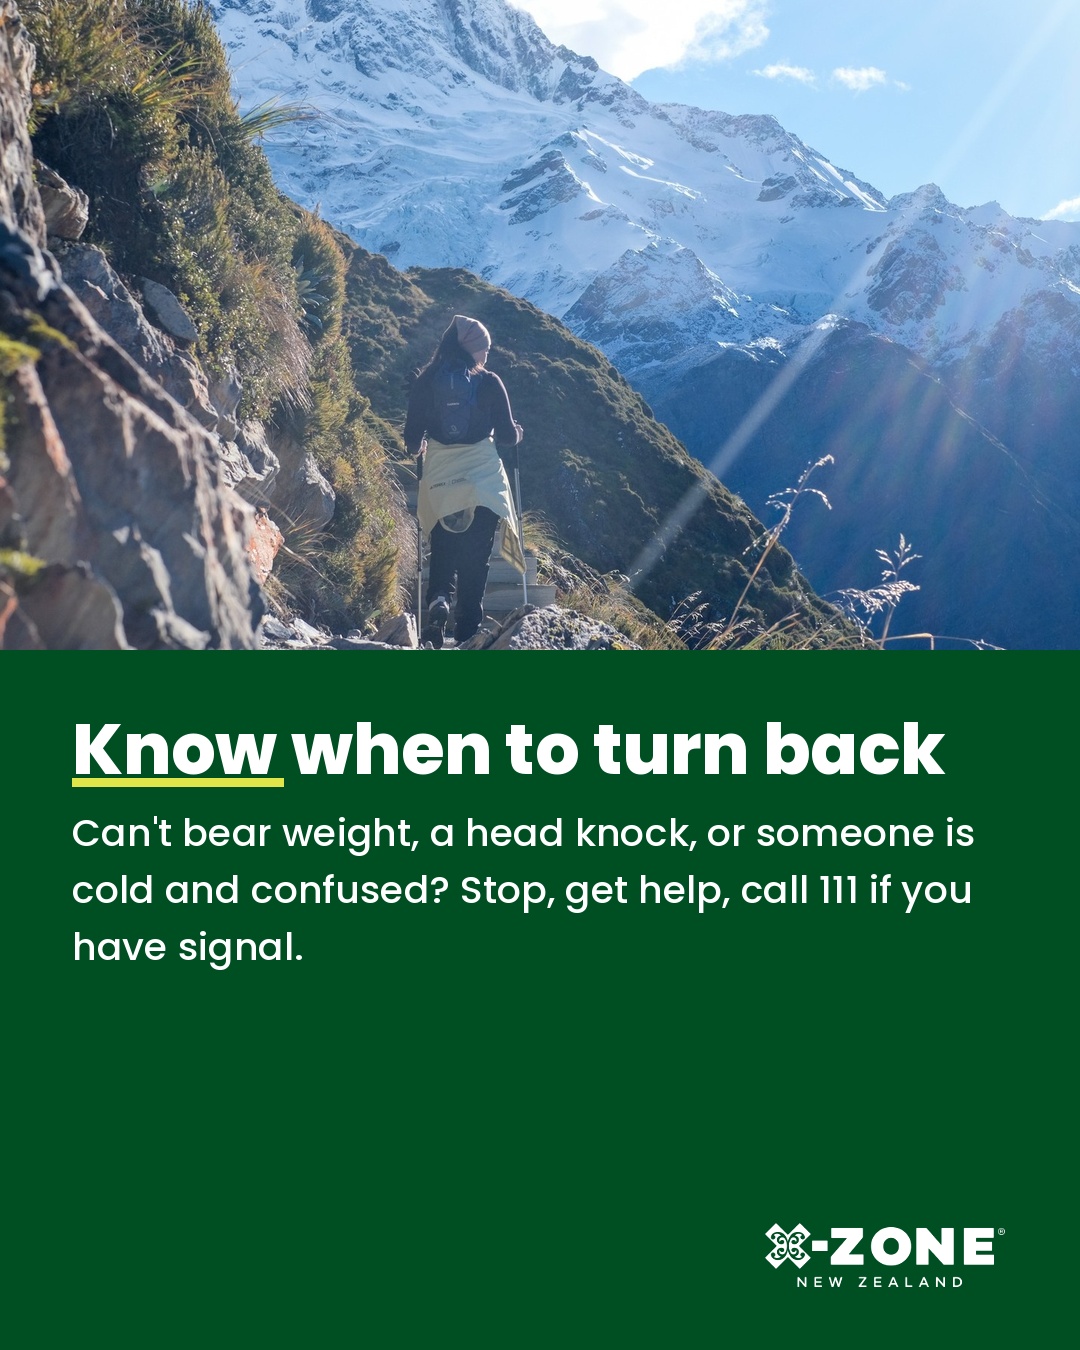 Know when to turn back
Can't bear weight, a head knock, or someone is
cold and confused? Stop, get help, call 111 if you
have signal.
X-ZONE®
NEW ZEALAND